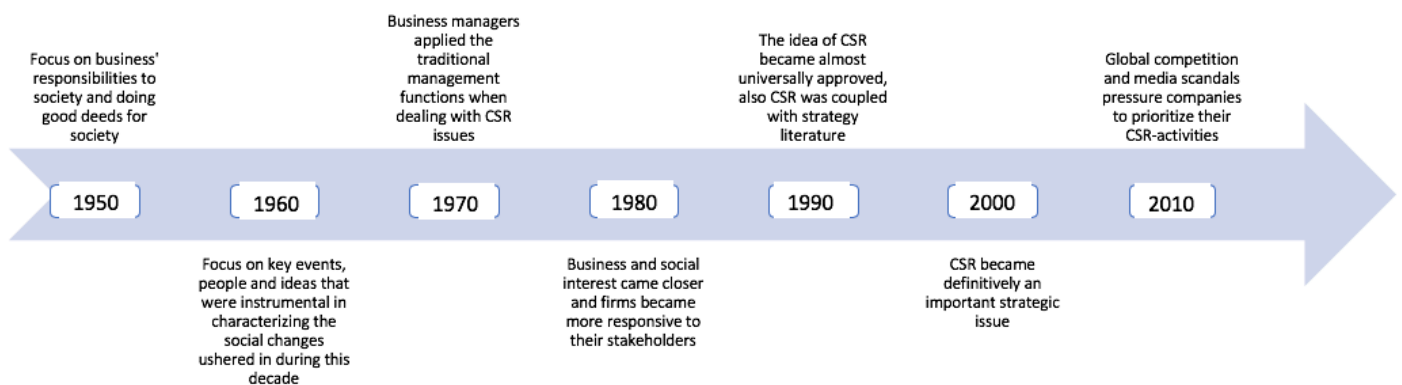 Focus on business'
responsibilities to
society and doing
good deeds for
society
Business managers
applied the
traditional
management
functions when
dealing with CSR
issues
The idea of CSR
became almost
universally approved,
also CSR was coupled
with strategy
literature
Global competition
and media scandals
pressure companies
to prioritize their
CSR-activities
1950
1960
1970
1980
1990
2000
2010
Focus on key events,
people and ideas that
were instrumental in
characterizing the
social changes
ushered in during this
decade
Business and social
interest came closer
and firms became
more responsive to
their stakeholders
CSR became
definitively an
important strategic
issue